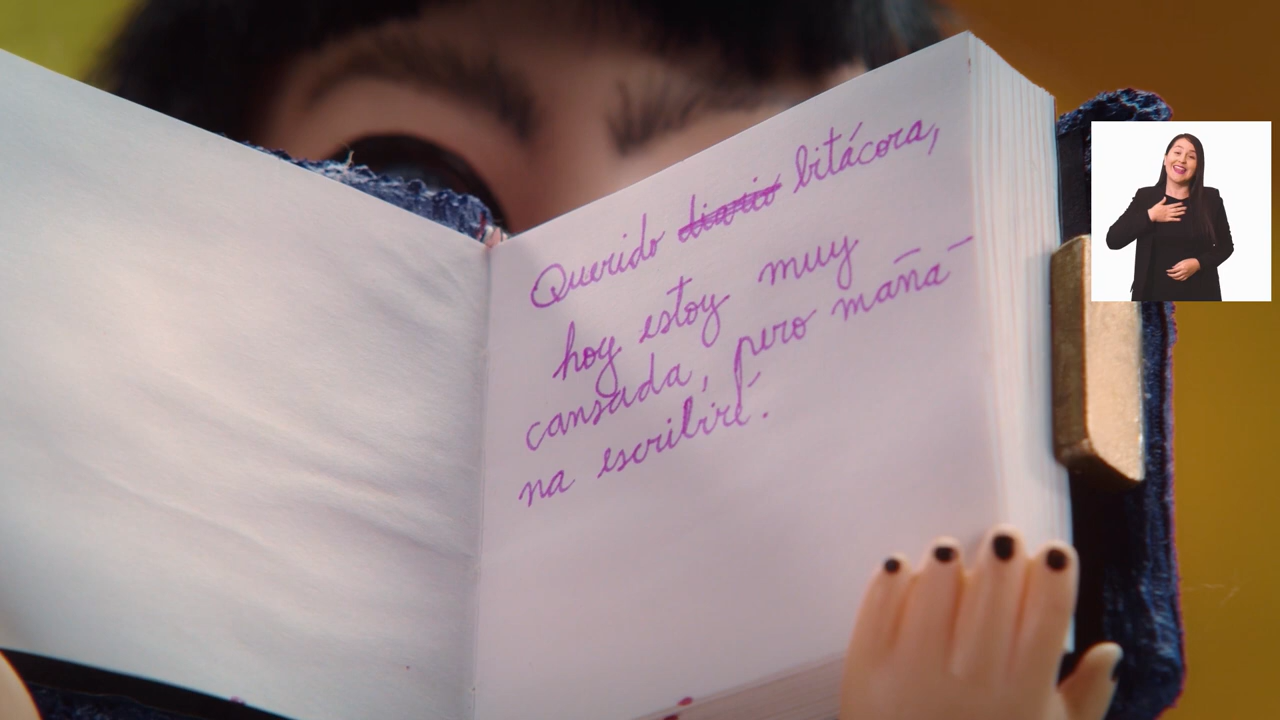 Querido diario bitácora,
hoy estoy muy
cansada, pero maña-
na escribiré.